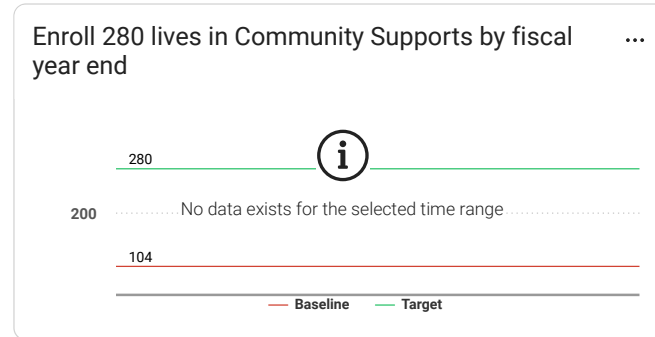 Enroll 280 lives in Community Supports by fiscal
year end
...
280
200
No data exists for the selected time range
104
Baseline
Target